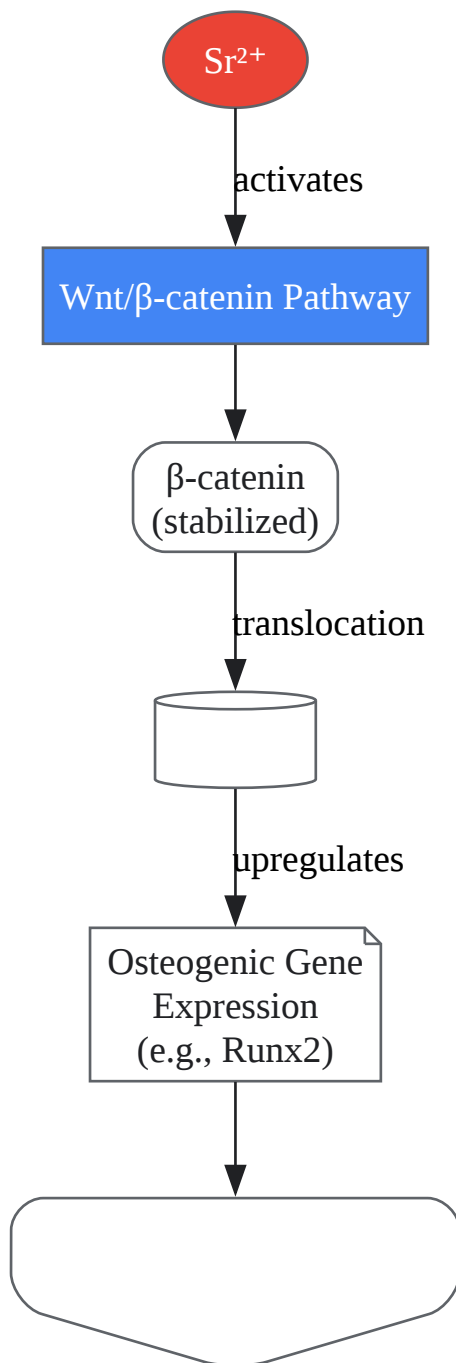 Sr²⁺
activates
Wnt/β-catenin Pathway
β-catenin
(stabilized)
translocation
upregulates
Osteogenic Gene
Expression
(e.g., Runx2)